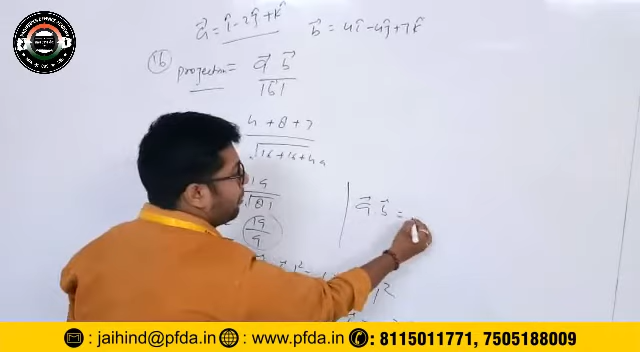 a⃗ = î - 2ĵ + k̂   b⃗ = 4î - 4ĵ + 7k̂
(16) projection = a⃗ b⃗ / |b⃗|
4 + 8 + 7 / √16 + 16 + 49
19 / √81
19 / 9
a⃗ b⃗ =
: jaihind@pfda.in : www.pfda.in : 8115011771, 7505188009